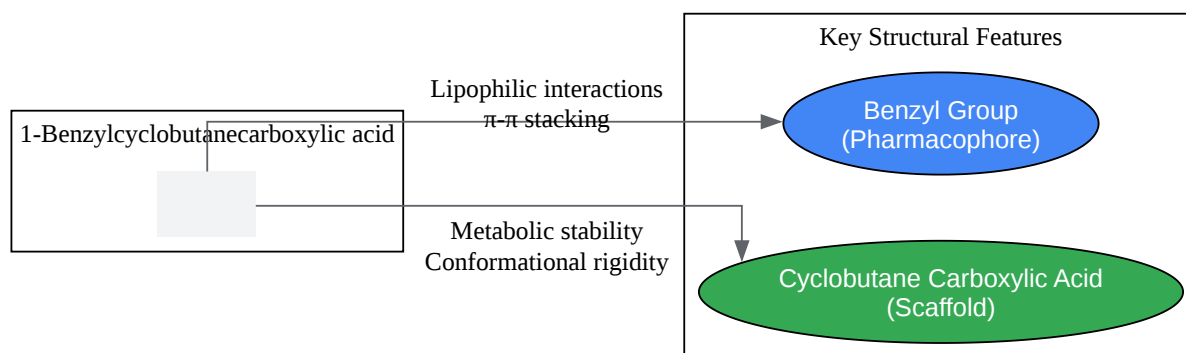 1-Benzylcyclobutanecarboxylic acid
Lipophilic interactions
π-π stacking
Metabolic stability
Conformational rigidity
Key Structural Features
Benzyl Group
(Pharmacophore)
Cyclobutane Carboxylic Acid
(Scaffold)